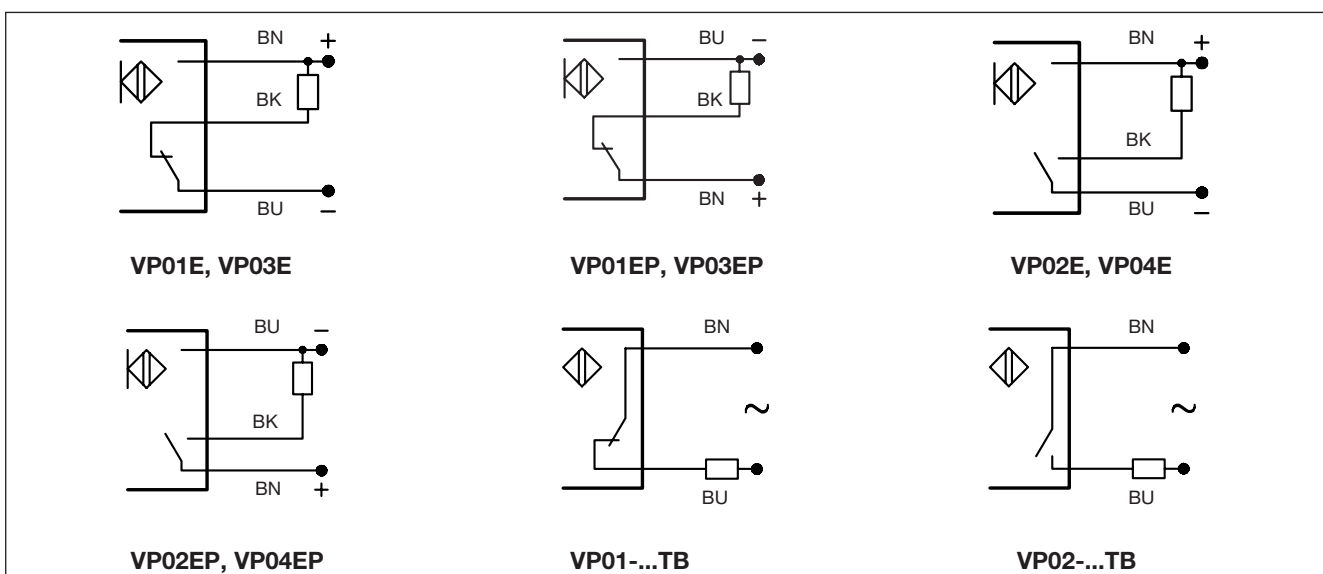 BN +
BK
BU −
VP01E, VP03E
BU −
BK
BN +
VP01EP, VP03EP
BN +
BK
BU −
VP02E, VP04E
BU −
BK
BN +
VP02EP, VP04EP
BN
~
BU
VP01-...TB
BN
~
BU
VP02-...TB